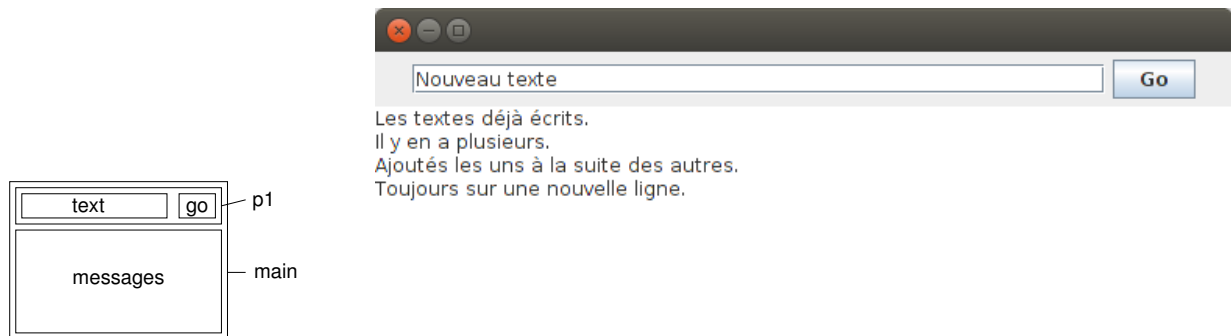 text
go
p1
messages
main
Nouveau texte
Go
Les textes déjà écrits.
Il y en a plusieurs.
Ajoutés les uns à la suite des autres.
Toujours sur une nouvelle ligne.